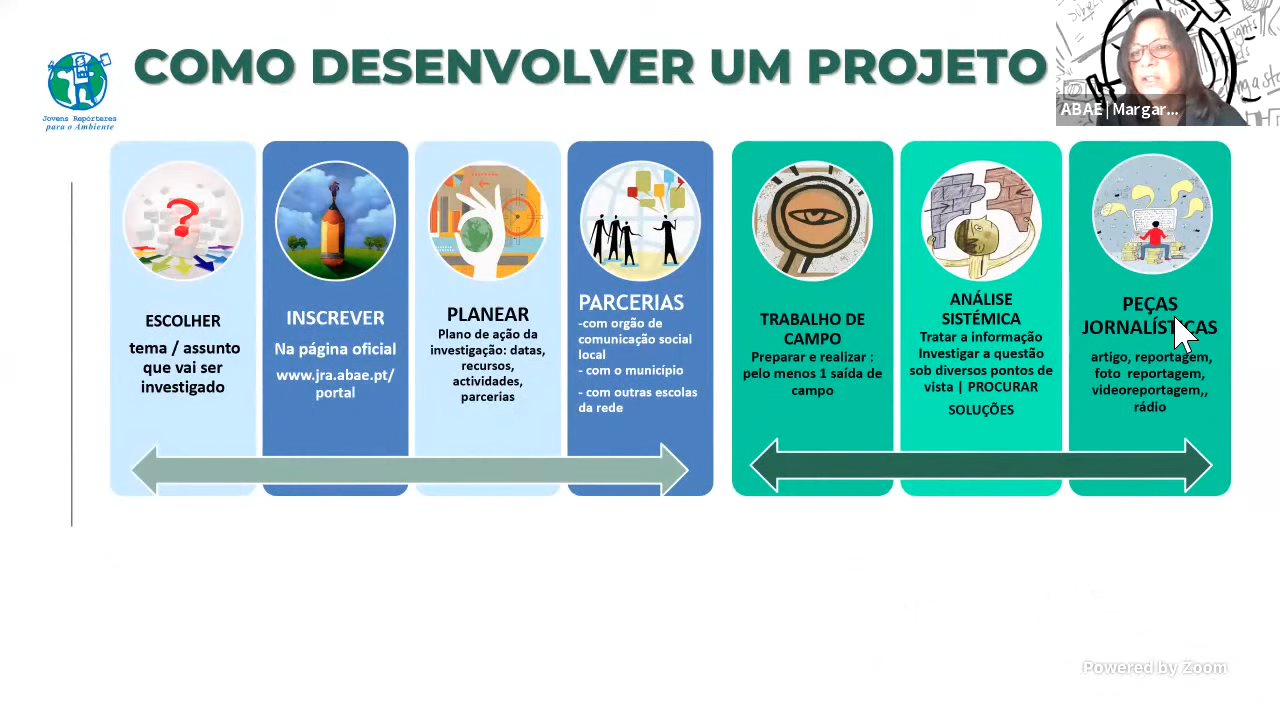 COMO DESENVOLVER UM PROJETO
Jovens Repórteres
para o Ambiente
ABAE | Margar...
ESCOLHER
tema / assunto
que vai ser
investigado
INSCREVER
Na página oficial
www.jra.abae.pt/
portal
PLANEAR
Plano de ação da
investigação: datas,
recursos,
actividades,
parcerias
PARCERIAS
-com orgão de
comunicação social
local
- com o município
- com outras escolas
da rede
TRABALHO DE
CAMPO
Preparar e realizar :
pelo menos 1 saída de
campo
ANÁLISE
SISTÉMICA
Tratar a informação
Investigar a questão
sob diversos pontos de
vista | PROCURAR
SOLUÇÕES
PEÇAS
JORNALÍSTICAS
artigo, reportagem,
foto reportagem,
videoreportagem,,
rádio
Powered by Zoom